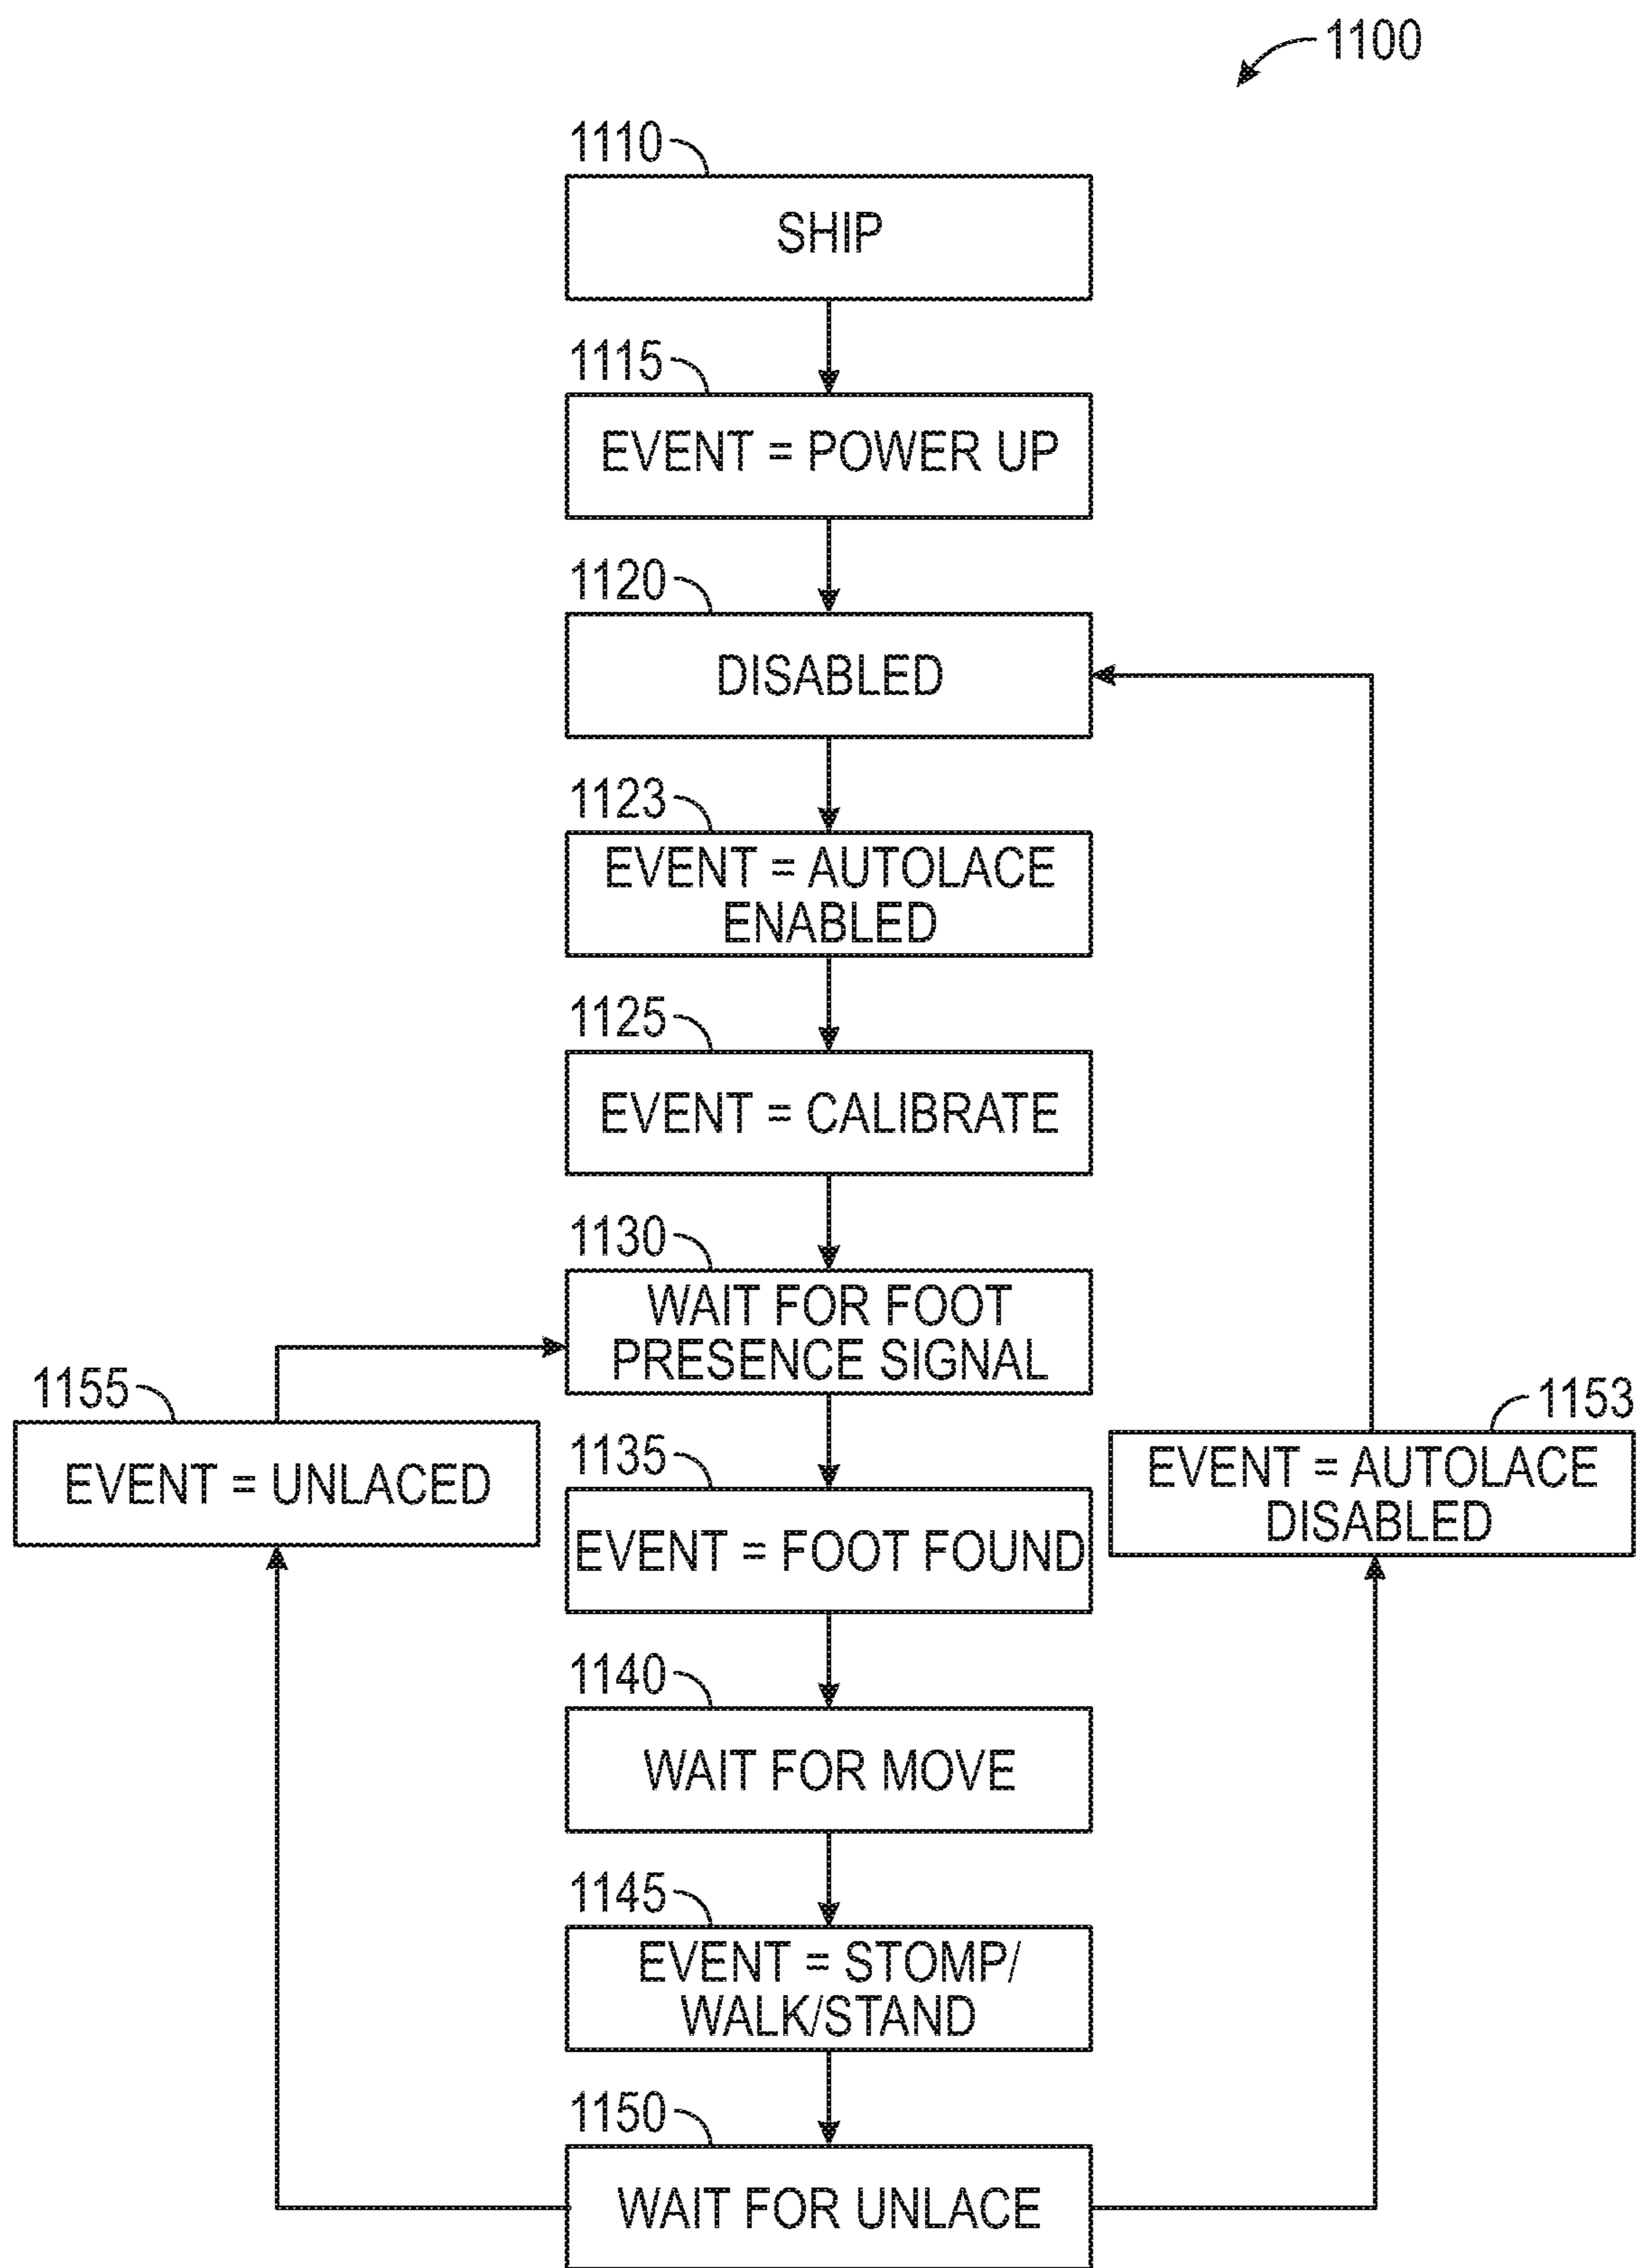 1100
1110
SHIP
1115
EVENT = POWER UP
1120
DISABLED
1123
EVENT = AUTOLACE
ENABLED
1125
EVENT = CALIBRATE
1130
WAIT FOR FOOT
PRESENCE SIGNAL
1155
EVENT = UNLACED
1153
EVENT = AUTOLACE
DISABLED
1135
EVENT = FOOT FOUND
1140
WAIT FOR MOVE
1145
EVENT = STOMP/
WALK/STAND
1150
WAIT FOR UNLACE